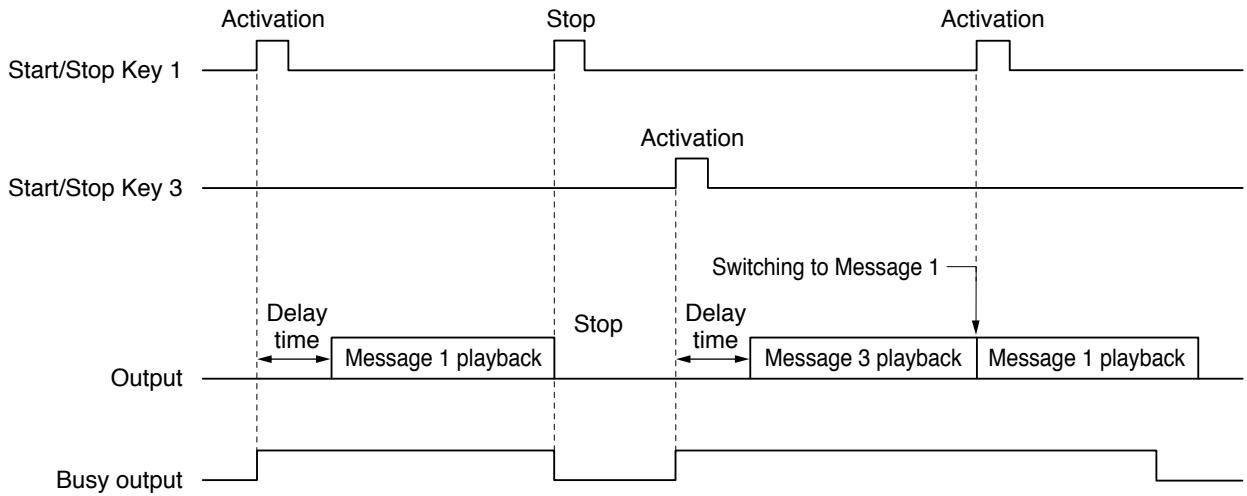 Activation
Stop
Activation
Start/Stop Key 1
Activation
Start/Stop Key 3
Switching to Message 1
Delay
time
Stop
Delay
time
Message 1 playback
Message 3 playback
Message 1 playback
Output
Busy output